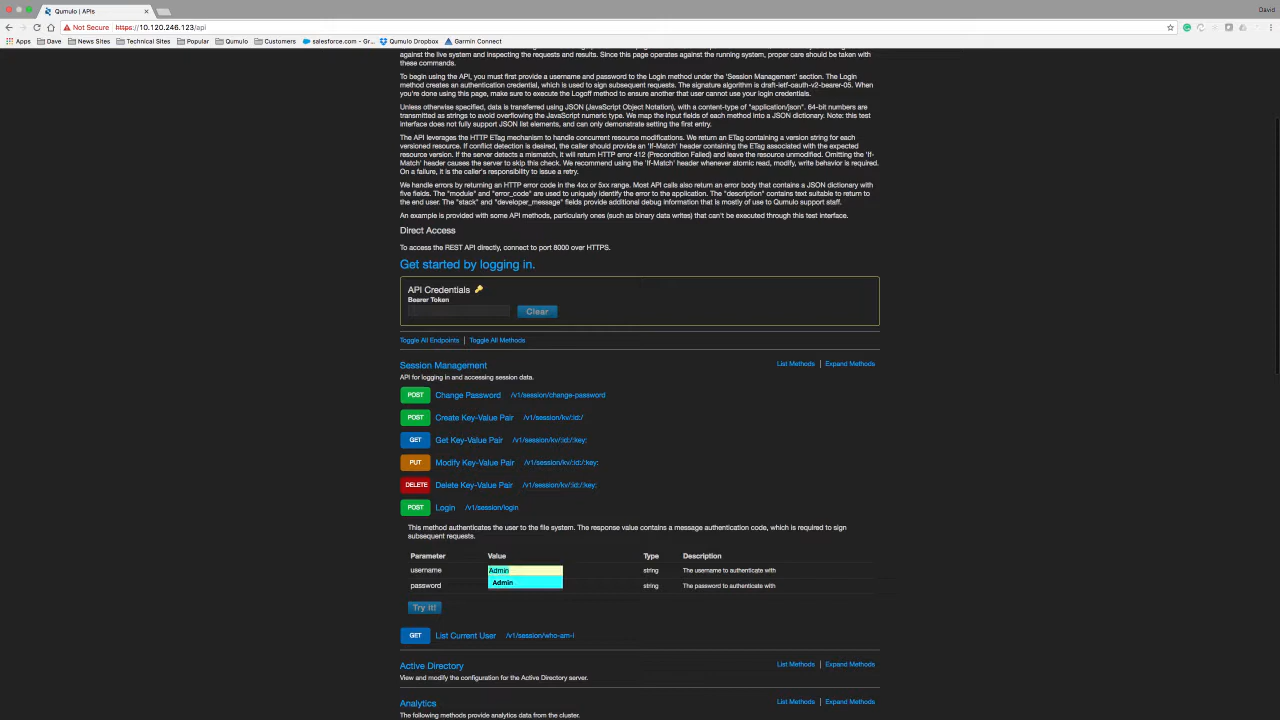 Qumulo | APIs
David
Not Secure https://10.120.246.123/api
Apps Dave News Sites Technical Sites Popular Qumulo Customers salesforce.com - Gr... Qumulo Dropbox Garmin Connect
against the live system and inspecting the requests and results. Since this page operates against the running system, proper care should be taken with
these commands.
To begin using the API, you must first provide a username and password to the Login method under the 'Session Management' section. The Login
method creates an authentication credential, which is used to sign subsequent requests. The signature algorithm is draft-ietf-oauth-v2-bearer-05. When
you're done using this page, make sure to execute the Logoff method to ensure another that user cannot use your login credentials.
Unless otherwise specified, data is transferred using JSON (JavaScript Object Notation), with a content-type of "application/json". 64-bit numbers are
transmitted as strings to avoid overflowing the JavaScript numeric type. We map the input fields of each method into a JSON dictionary. Note: this test
interface does not fully support JSON list elements, and can only demonstrate setting the first entry.
The API leverages the HTTP ETag mechanism to handle concurrent resource modifications. We return an ETag containing a version string for each
versioned resource. If conflict detection is desired, the caller should provide an 'If-Match' header containing the ETag associated with the expected
resource version. If the server detects a mismatch, it will return HTTP error 412 (Precondition Failed) and leave the resource unmodified. Omitting the 'If-
Match' header causes the server to skip this check. We recommend using the 'If-Match' header whenever atomic read, modify, write behavior is required.
On a failure, it is the caller's responsibility to issue a retry.
We handle errors by returning an HTTP error code in the 4xx or 5xx range. Most API calls also return an error body that contains a JSON dictionary with
five fields. The "module" and "error_code" are used to uniquely identify the error to the application. The "description" contains text suitable to return to
the end user. The "stack" and "developer_message" fields provide additional debug information that is mostly of use to Qumulo support staff.
An example is provided with some API methods, particularly ones (such as binary data writes) that can't be executed through this test interface.
Direct Access
To access the REST API directly, connect to port 8000 over HTTPS.
Get started by logging in.
API Credentials
Bearer Token
Clear
Toggle All Endpoints | Toggle All Methods
Session Management List Methods | Expand Methods
API for logging in and accessing session data.
POST Change Password /v1/session/change-password
POST Create Key-Value Pair /v1/session/kv/:id:/
GET Get Key-Value Pair /v1/session/kv/:id:/:key:
PUT Modify Key-Value Pair /v1/session/kv/:id:/:key:
DELETE Delete Key-Value Pair /v1/session/kv/:id:/:key:
POST Login /v1/session/login
This method authenticates the user to the file system. The response value contains a message authentication code, which is required to sign
subsequent requests.
Parameter Value Type Description
username Admin string The username to authenticate with
Admin
password string The password to authenticate with
Try it!
GET List Current User /v1/session/who-am-i
Active Directory List Methods | Expand Methods
View and modify the configuration for the Active Directory server.
Analytics List Methods | Expand Methods
The following methods provide analytics data from the cluster.